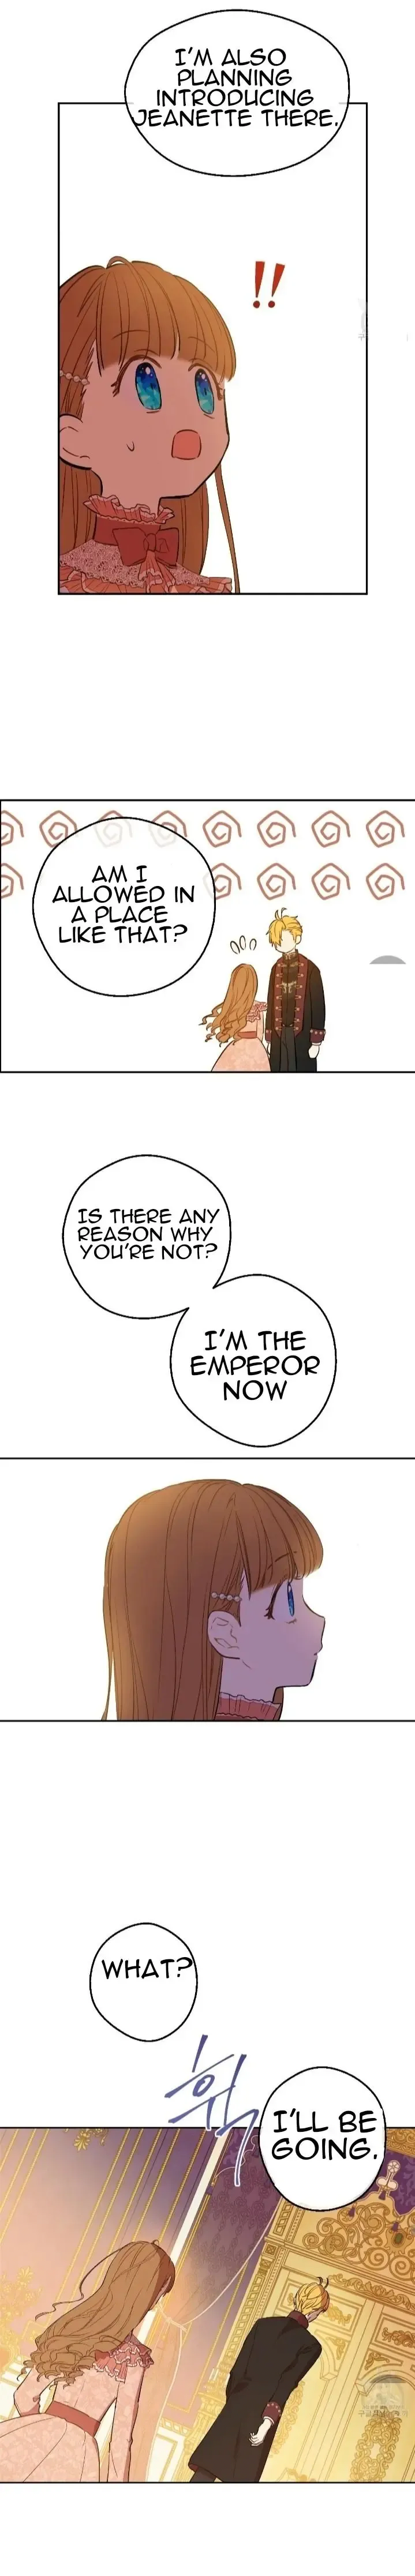 I'M ALSO
PLANNING
INTRODUCING
JEANETTE THERE.
!!
AM I
ALLOWED IN
A PLACE
LIKE THAT?
IS THERE ANY
REASON WHY
YOU'RE NOT?
I'M THE
EMPEROR
NOW
WHAT?
휙
I'LL BE
GOING.